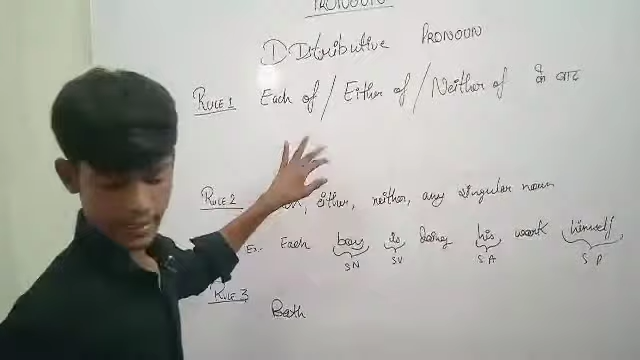 PRONOUN
① Distributive PRONOUN
RULE 1 Each of / Either of / Neither of के बाद
RULE 2 either, neither, any singular noun
Ex:- Each boy is doing his work himself.
SN SV SA SP
RULE 3
Both